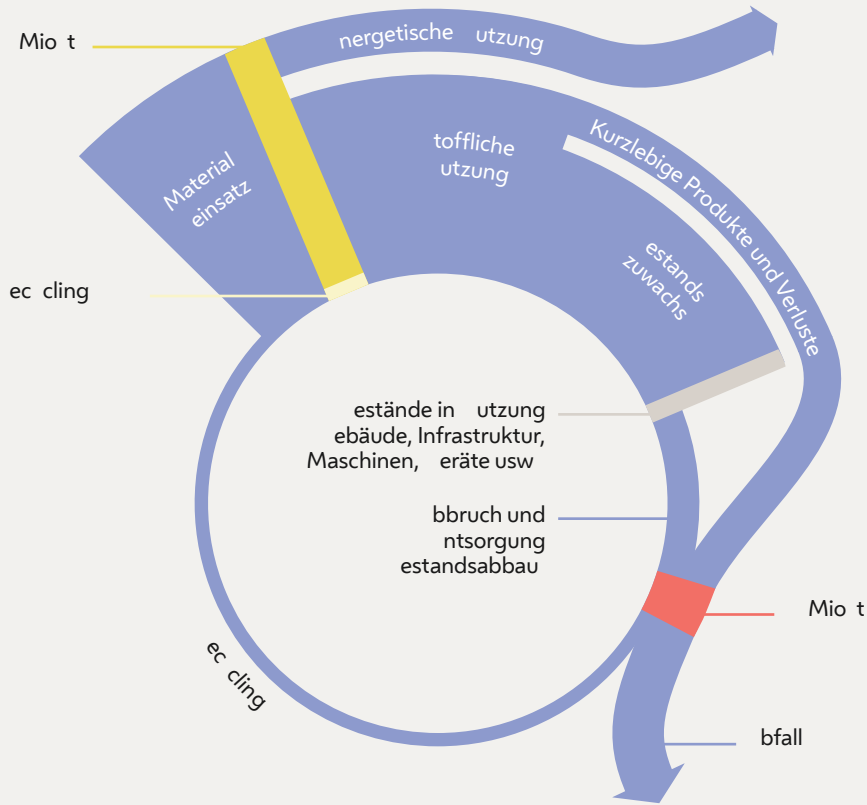 Mio t
nergetische utzung
Material
einsatz
toffliche
utzung
Kurzlebige Produkte und Verluste
estands
zuwachs
ec cling
estände in utzung
ebäude, Infrastruktur,
Maschinen, eräte usw
bbruch und
ntsorgung
estandsabbau
Mio t
ec cling
bfall